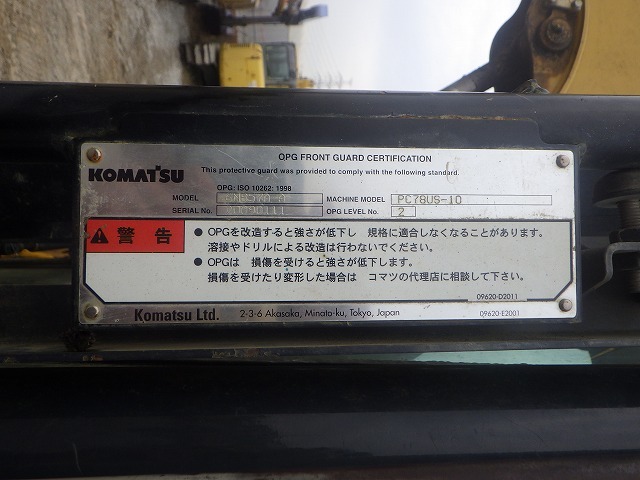 OPG FRONT GUARD CERTIFICATION
KOMATSU
This protective guard was provided to comply with the following standard.
OPG: ISO 10262: 1998
MODEL
MACHINE MODEL PC78US-10
SERIAL No.
OPG LEVEL No. 2
警告
● OPGを改造すると強さが低下し 規格に適合しなくなることがあります。
溶接やドリルによる改造は行わないでください。
● OPGは 損傷を受けると強さが低下します。
損傷を受けたり変形した場合は コマツの代理店に相談して下さい。
09620-D2011
Komatsu Ltd. 2-3-6 Akasaka, Minato-ku, Tokyo, Japan
09620-E2001